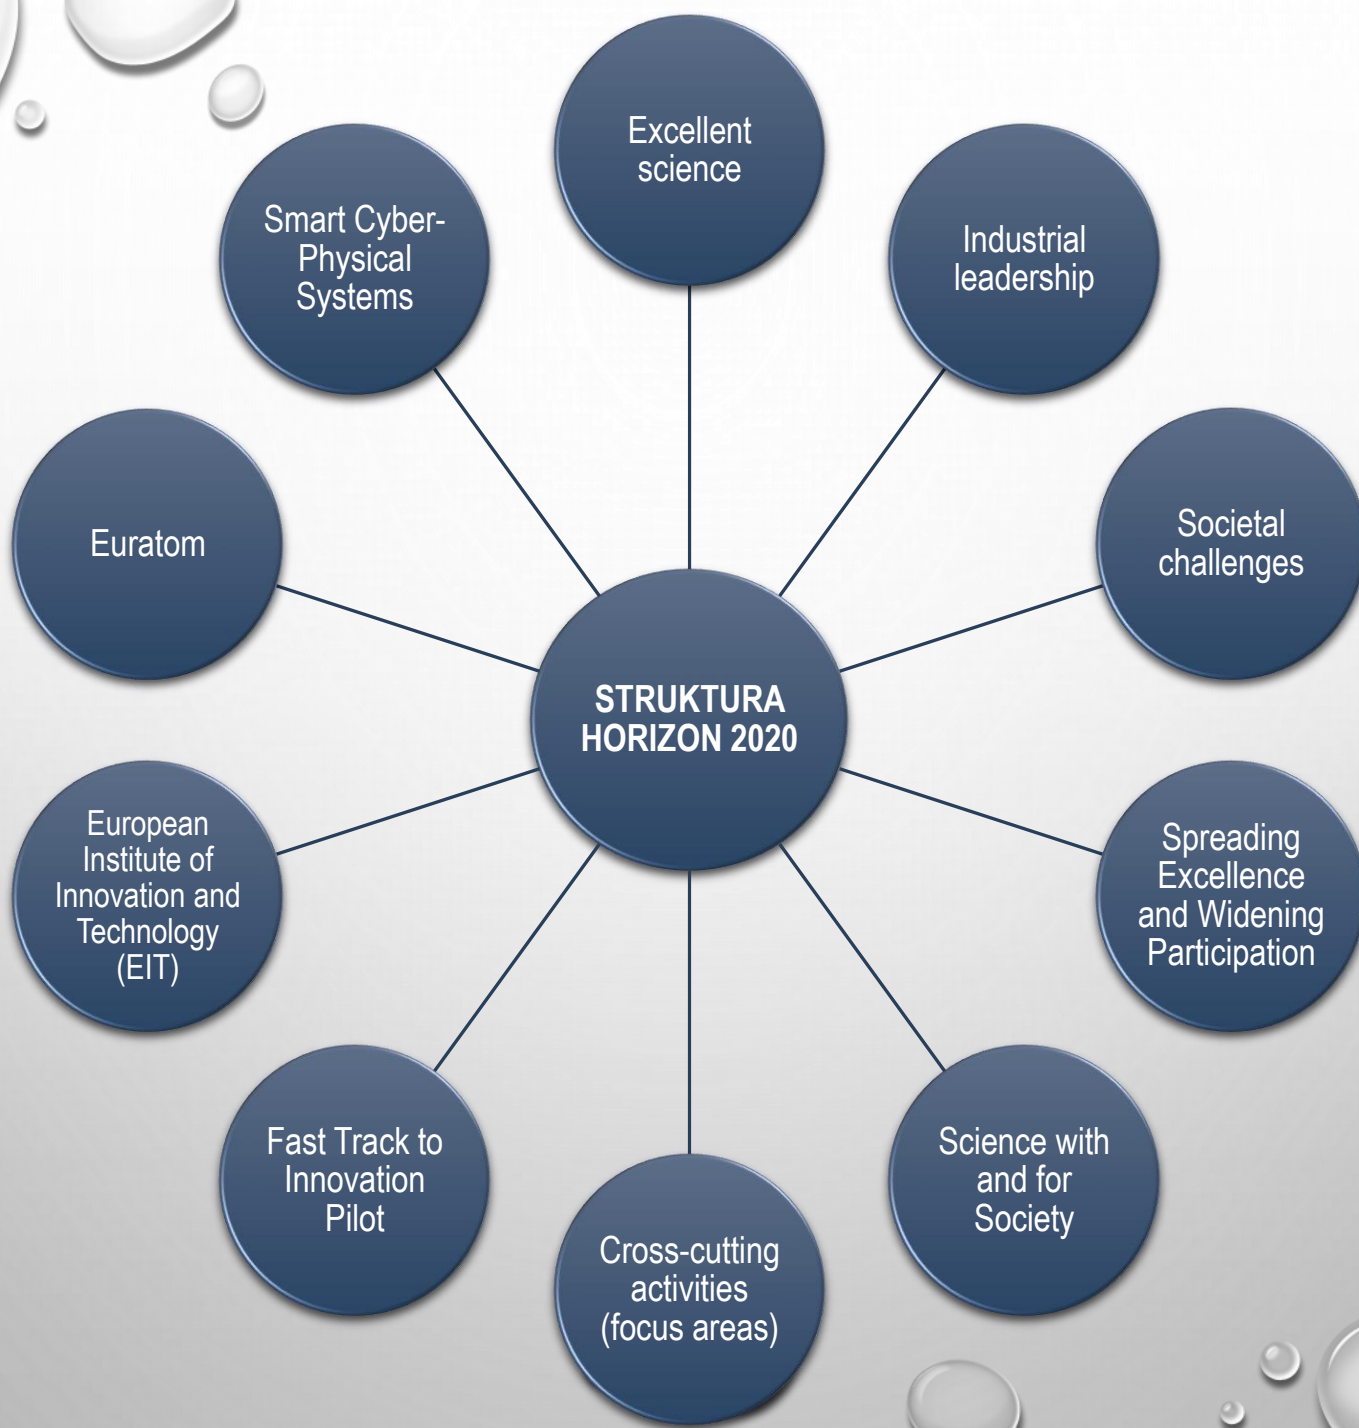 Excellent
science
Industrial
leadership
Societal
challenges
Spreading
Excellence
and Widening
Participation
Science with
and for
Society
Cross-cutting
activities
(focus areas)
Fast Track to
Innovation
Pilot
European
Institute of
Innovation and
Technology
(EIT)
Euratom
Smart Cyber-
Physical
Systems
STRUKTURA
HORIZON 2020